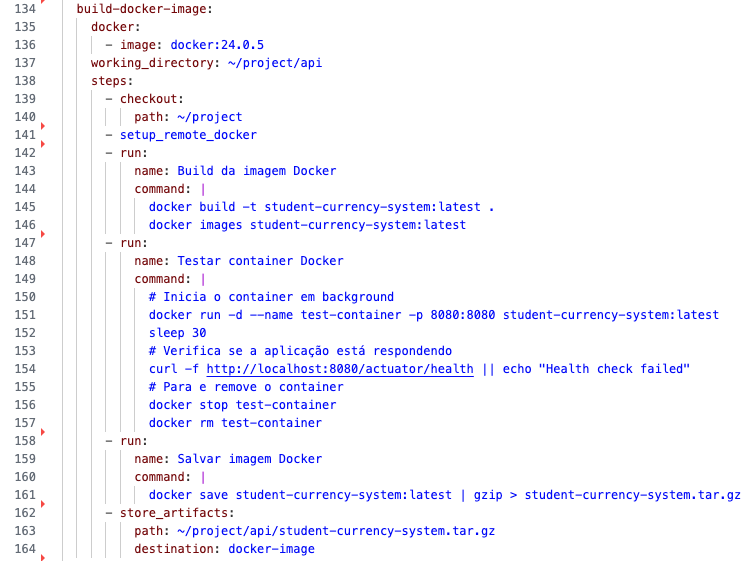 134 build-docker-image:
135 docker:
136 - image: docker:24.0.5
137 working_directory: ~/project/api
138 steps:
139 - checkout:
140 path: ~/project
141 - setup_remote_docker
142 - run:
143 name: Build da imagem Docker
144 command: |
145 docker build -t student-currency-system:latest .
146 docker images student-currency-system:latest
147 - run:
148 name: Testar container Docker
149 command: |
150 # Inicia o container em background
151 docker run -d --name test-container -p 8080:8080 student-currency-system:latest
152 sleep 30
153 # Verifica se a aplicação está respondendo
154 curl -f http://localhost:8080/actuator/health || echo "Health check failed"
155 # Para e remove o container
156 docker stop test-container
157 docker rm test-container
158 - run:
159 name: Salvar imagem Docker
160 command: |
161 docker save student-currency-system:latest | gzip > student-currency-system.tar.gz
162 - store_artifacts:
163 path: ~/project/api/student-currency-system.tar.gz
164 destination: docker-image